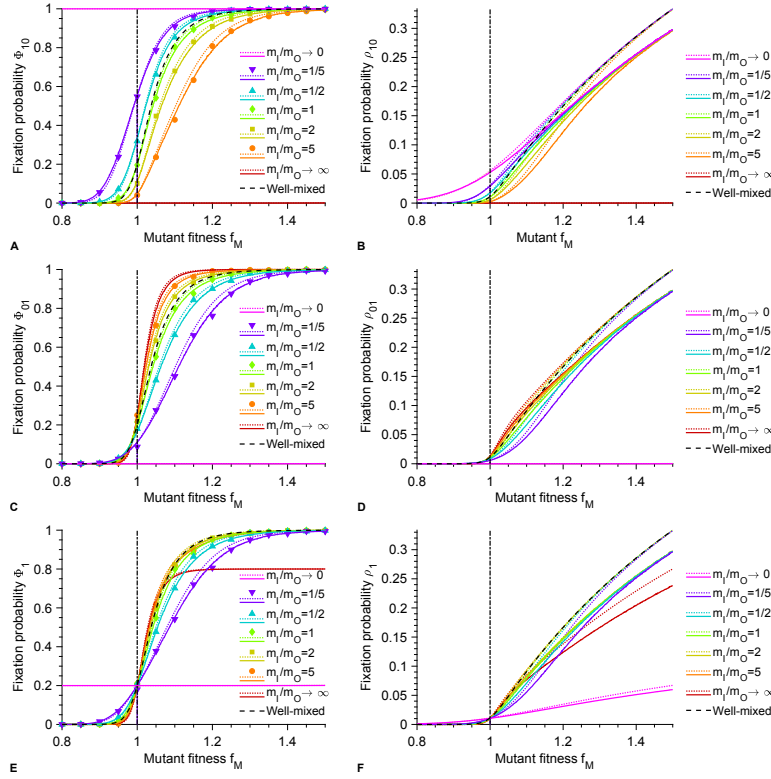 Fixation probability Φ10
1
0.8
0.6
0.4
0.2
0
0.8
1
1.2
1.4
Mutant fitness fM
mI/mO → 0
mI/mO=1/5
mI/mO=1/2
mI/mO=1
mI/mO=2
mI/mO=5
mI/mO → ∞
Well-mixed
A
Fixation probability ρ10
0.3
0.25
0.2
0.15
0.1
0.05
0
0.8
1
1.2
1.4
Mutant fitness fM
mI/mO → 0
mI/mO=1/5
mI/mO=1/2
mI/mO=1
mI/mO=2
mI/mO=5
mI/mO → ∞
Well-mixed
B
Fixation probability Φ01
1
0.8
0.6
0.4
0.2
0
0.8
1
1.2
1.4
Mutant fitness fM
mI/mO → 0
mI/mO=1/5
mI/mO=1/2
mI/mO=1
mI/mO=2
mI/mO=5
mI/mO → ∞
Well-mixed
C
Fixation probability ρ01
0.3
0.25
0.2
0.15
0.1
0.05
0
0.8
1
1.2
1.4
Mutant fitness fM
mI/mO → 0
mI/mO=1/5
mI/mO=1/2
mI/mO=1
mI/mO=2
mI/mO=5
mI/mO → ∞
Well-mixed
D
Fixation probability Φ1
1
0.8
0.6
0.4
0.2
0
0.8
1
1.2
1.4
Mutant fitness fM
mI/mO → 0
mI/mO=1/5
mI/mO=1/2
mI/mO=1
mI/mO=2
mI/mO=5
mI/mO → ∞
Well-mixed
E
Fixation probability ρ1
0.3
0.25
0.2
0.15
0.1
0.05
0
0.8
1
1.2
1.4
Mutant fitness fM
mI/mO → 0
mI/mO=1/5
mI/mO=1/2
mI/mO=1
mI/mO=2
mI/mO=5
mI/mO → ∞
Well-mixed
F